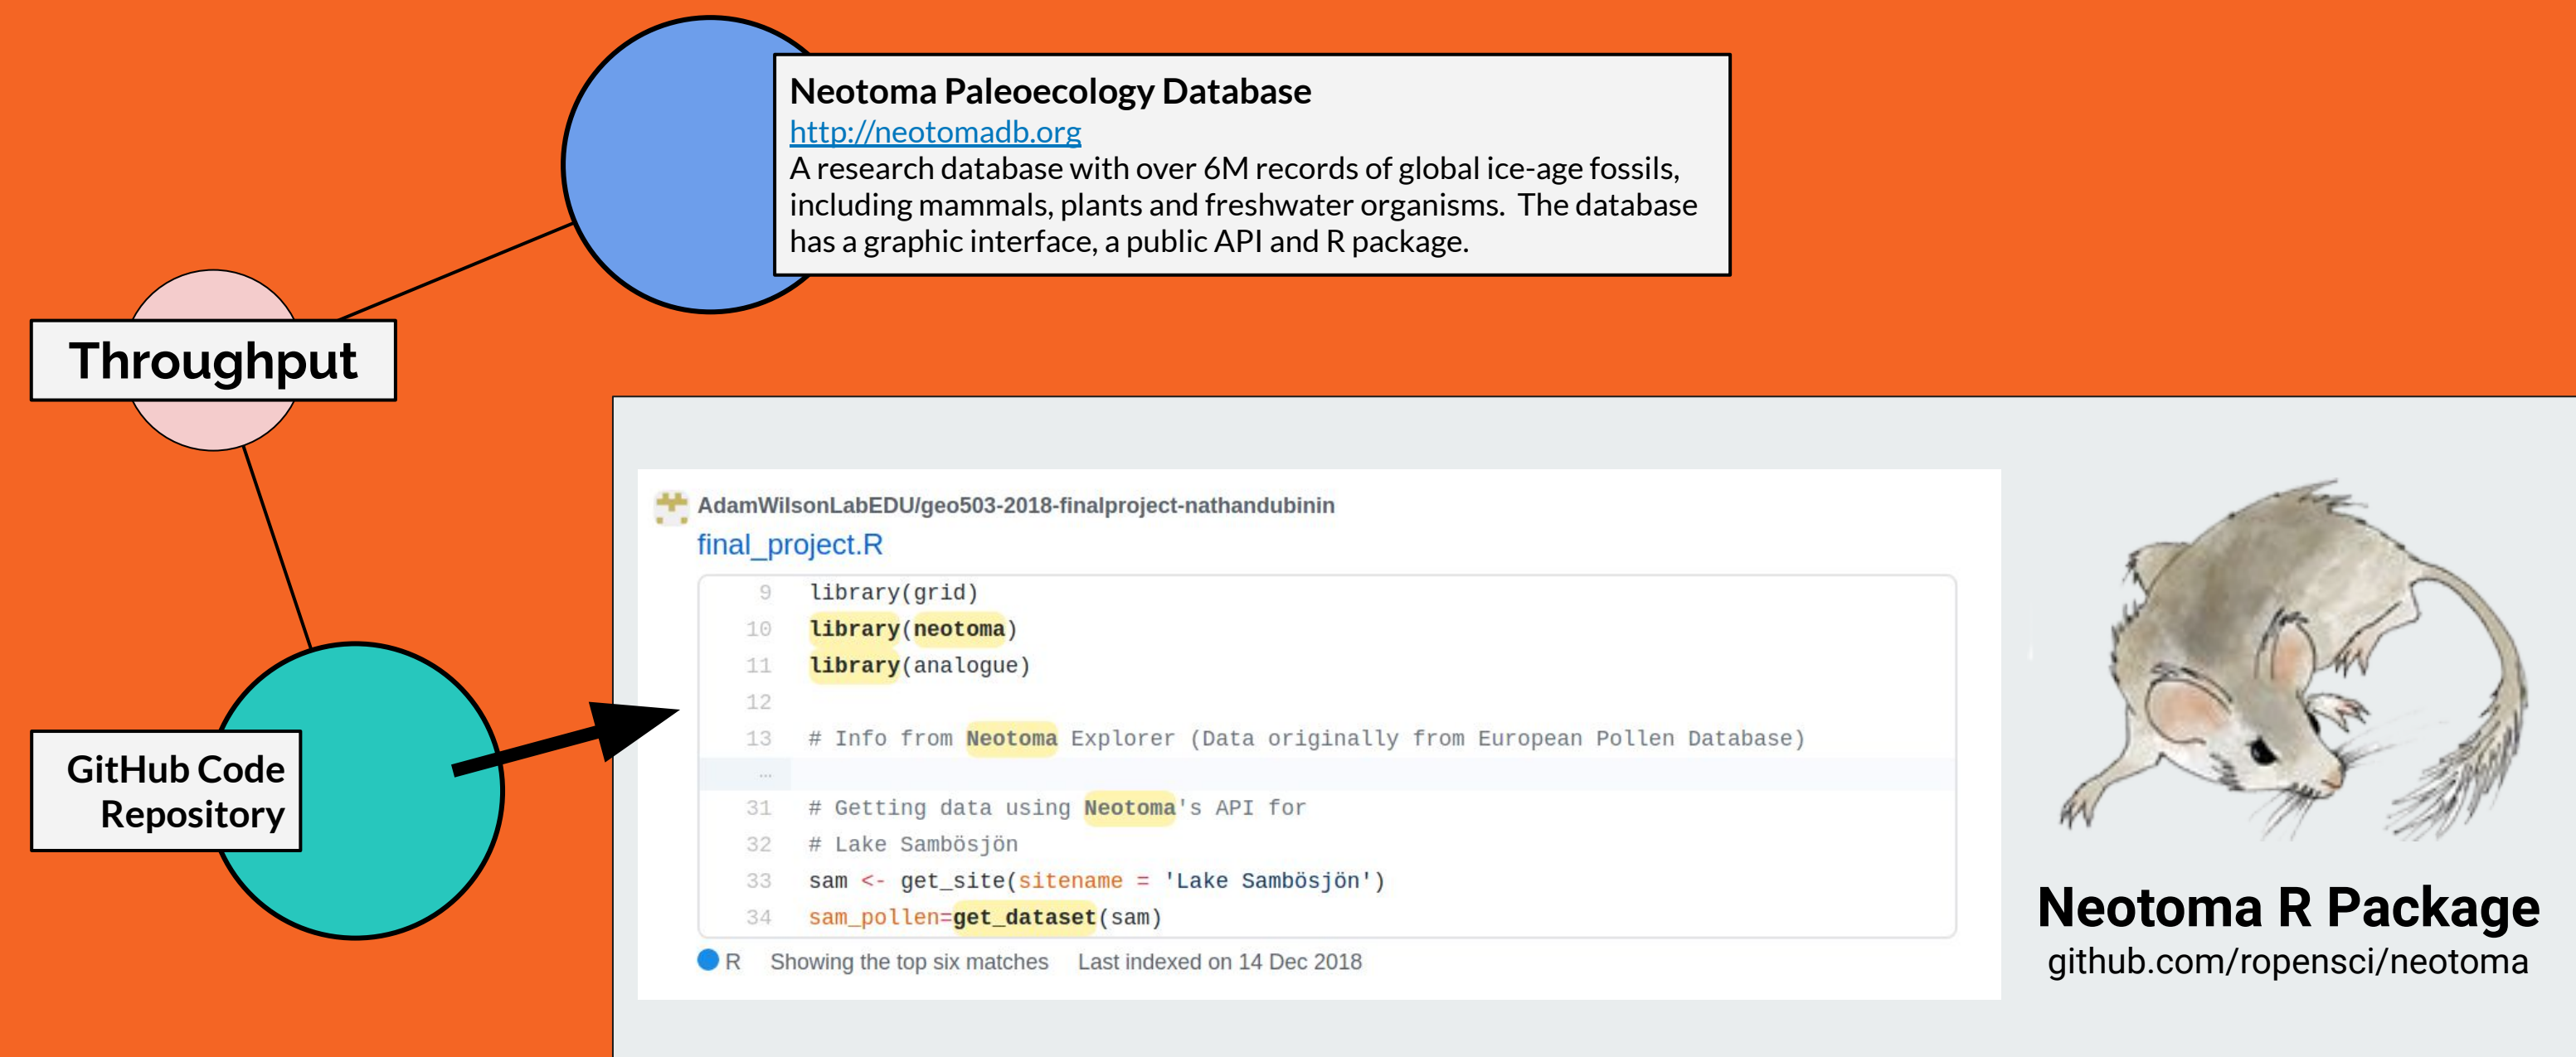 Neotoma Paleoecology Database
http://neotomadb.org
A research database with over 6M records of global ice-age fossils,
including mammals, plants and freshwater organisms.  The database
has a graphic interface, a public API and R package.
Throughput
GitHub Code
Repository
AdamWilsonLabEDU/geo503-2018-finalproject-nathandubinin
final_project.R
9 library(grid)
10 library(neotoma)
11 library(analogue)
12
13 # Info from Neotoma Explorer (Data originally from European Pollen Database)
…
31 # Getting data using Neotoma's API for
32 # Lake Sambösjön
33 sam <- get_site(sitename = 'Lake Sambösjön')
34 sam_pollen=get_dataset(sam)
R Showing the top six matches Last indexed on 14 Dec 2018
Neotoma R Package
github.com/ropensci/neotoma